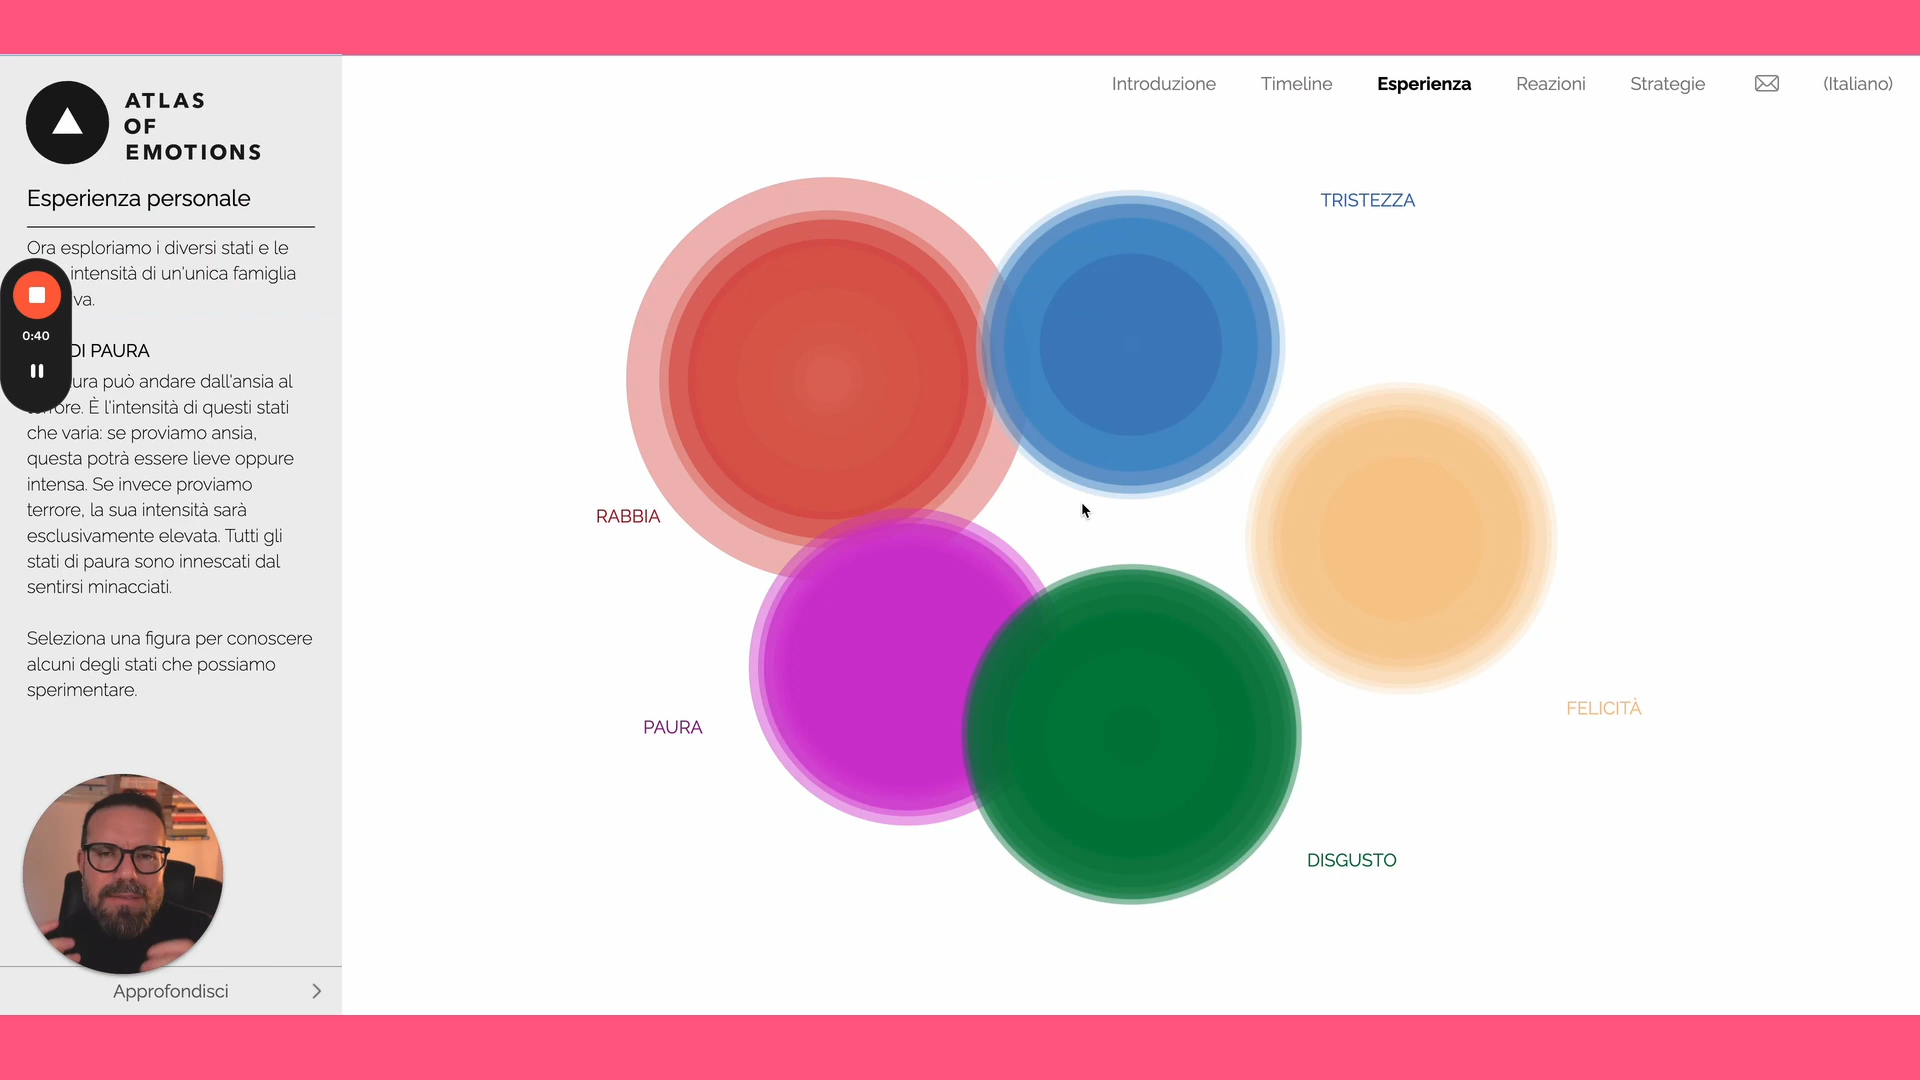 Introduzione Timeline Esperienza Reazioni Strategie (Italiano)
ATLAS
OF
EMOTIONS
Esperienza personale
Ora esploriamo i diversi stati e le
intensità di un'unica famiglia
0:40
DI PAURA
può andare dall'ansia al
È l'intensità di questi stati
che varia: se proviamo ansia,
questa potrà essere lieve oppure
intensa. Se invece proviamo
terrore, la sua intensità sarà
esclusivamente elevata. Tutti gli
stati di paura sono innescati dal
sentirsi minacciati.
Seleziona una figura per conoscere
alcuni degli stati che possiamo
sperimentare.
Approfondisci
TRISTEZZA
RABBIA
PAURA
FELICITÀ
DISGUSTO